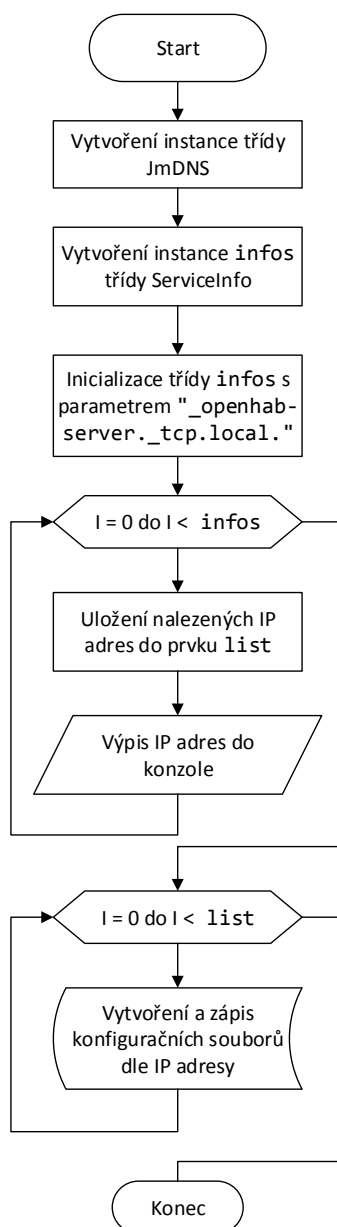 Start
Vytvoření instance třídy
JmDNS
Vytvoření instance infos
třídy ServiceInfo
Inicializace třídy infos s
parametrem "_openhab-
server._tcp.local."
I = 0 do I < infos
Uložení nalezených IP
adres do prvku list
Výpis IP adres do
konzole
I = 0 do I < list
Vytvoření a zápis
konfiguračních souborů
dle IP adresy
Konec